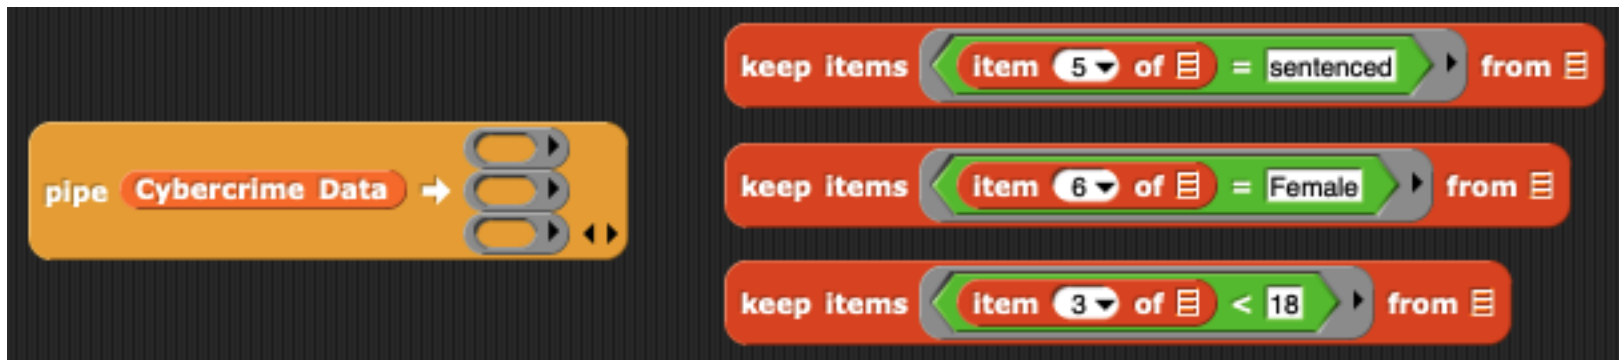 pipe Cybercrime Data
keep items item 5 of = sentenced from
keep items item 6 of = Female from
keep items item 3 of < 18 from